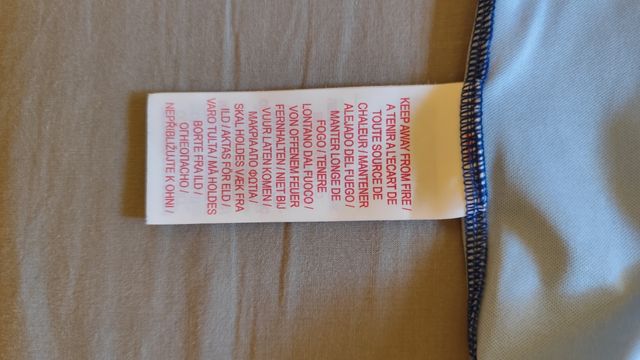 KEEP AWAY FROM FIRE /
A TENIR A L'ECART DE
TOUTE SOURCE DE
CHALEUR / MANTENER
ALEJADO DEL FUEGO /
MANTER LONGE DE
FOGO / TENERE
LONTANO DAL FUOCO /
VON OFFENEM FEUER
FERNHALTEN / NIET BIJ
VUUR LATEN KOMEN /
ΜΑΚΡΙΑ ΑΠΟ ΦΩΤΙΑ /
SKAL HOLDES VÆK FRA
ILD / AKTAS FÖR ELD /
VARO TULTA / MÅ HOLDES
BORTE FRA ILD /
OTHEOПACHO /
NEPŘIBLIŽUJTE K OHNI /